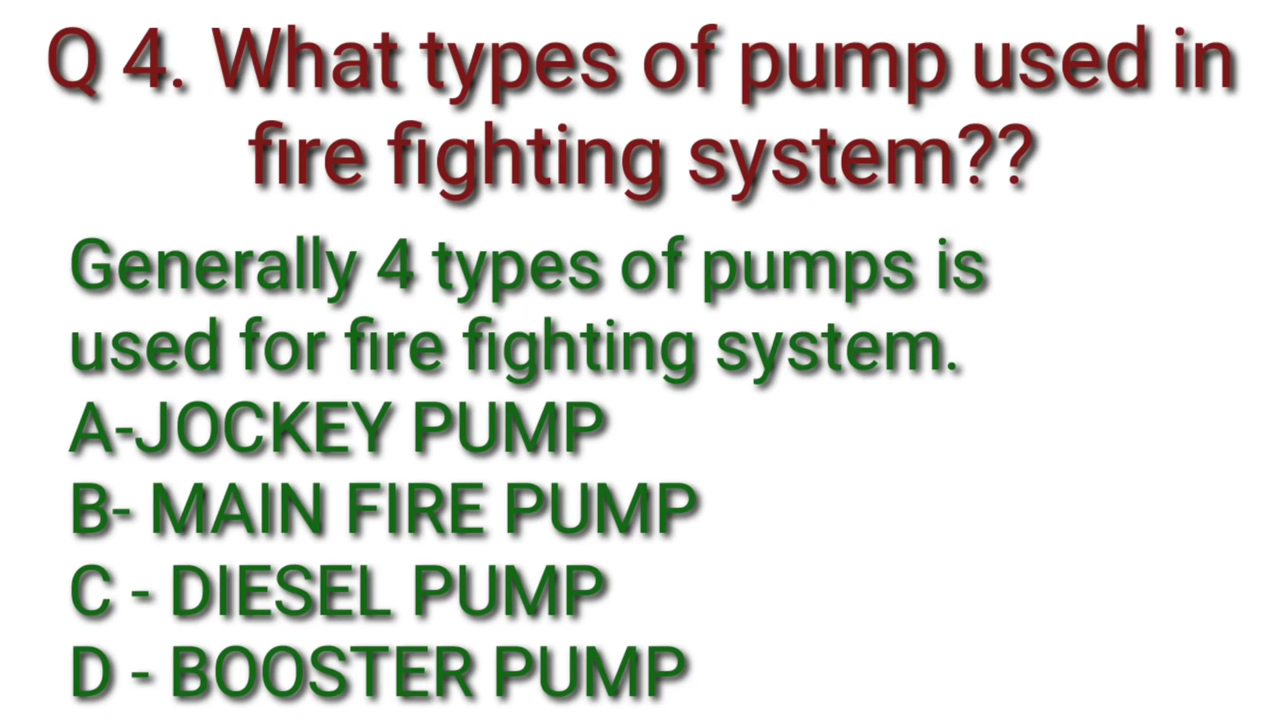 Q 4. What types of pump used in
fire fighting system??
Generally 4 types of pumps is
used for fire fighting system.
A-JOCKEY PUMP
B- MAIN FIRE PUMP
C - DIESEL PUMP
D - BOOSTER PUMP